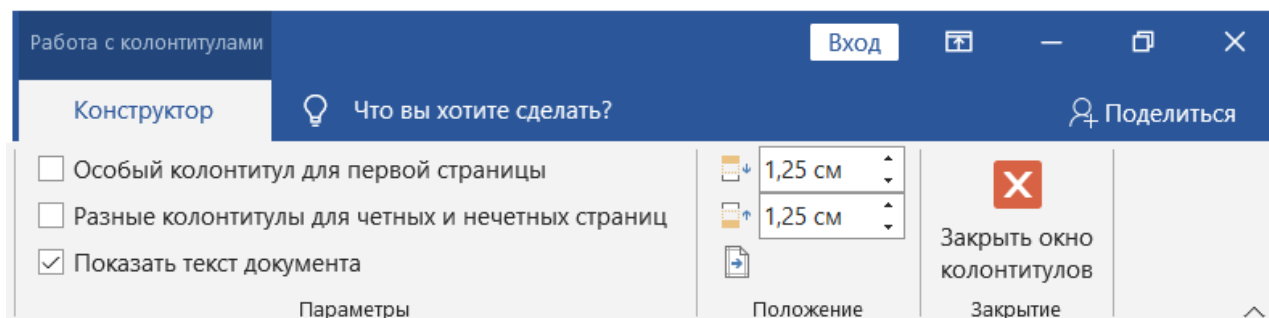 Работа с колонтитулами Вход
Конструктор Что вы хотите сделать? Поделиться
Особый колонтитул для первой страницы 1,25 см
Разные колонтитулы для четных и нечетных страниц 1,25 см
Показать текст документа
Закрыть окно
колонтитулов
Параметры Положение Закрытие